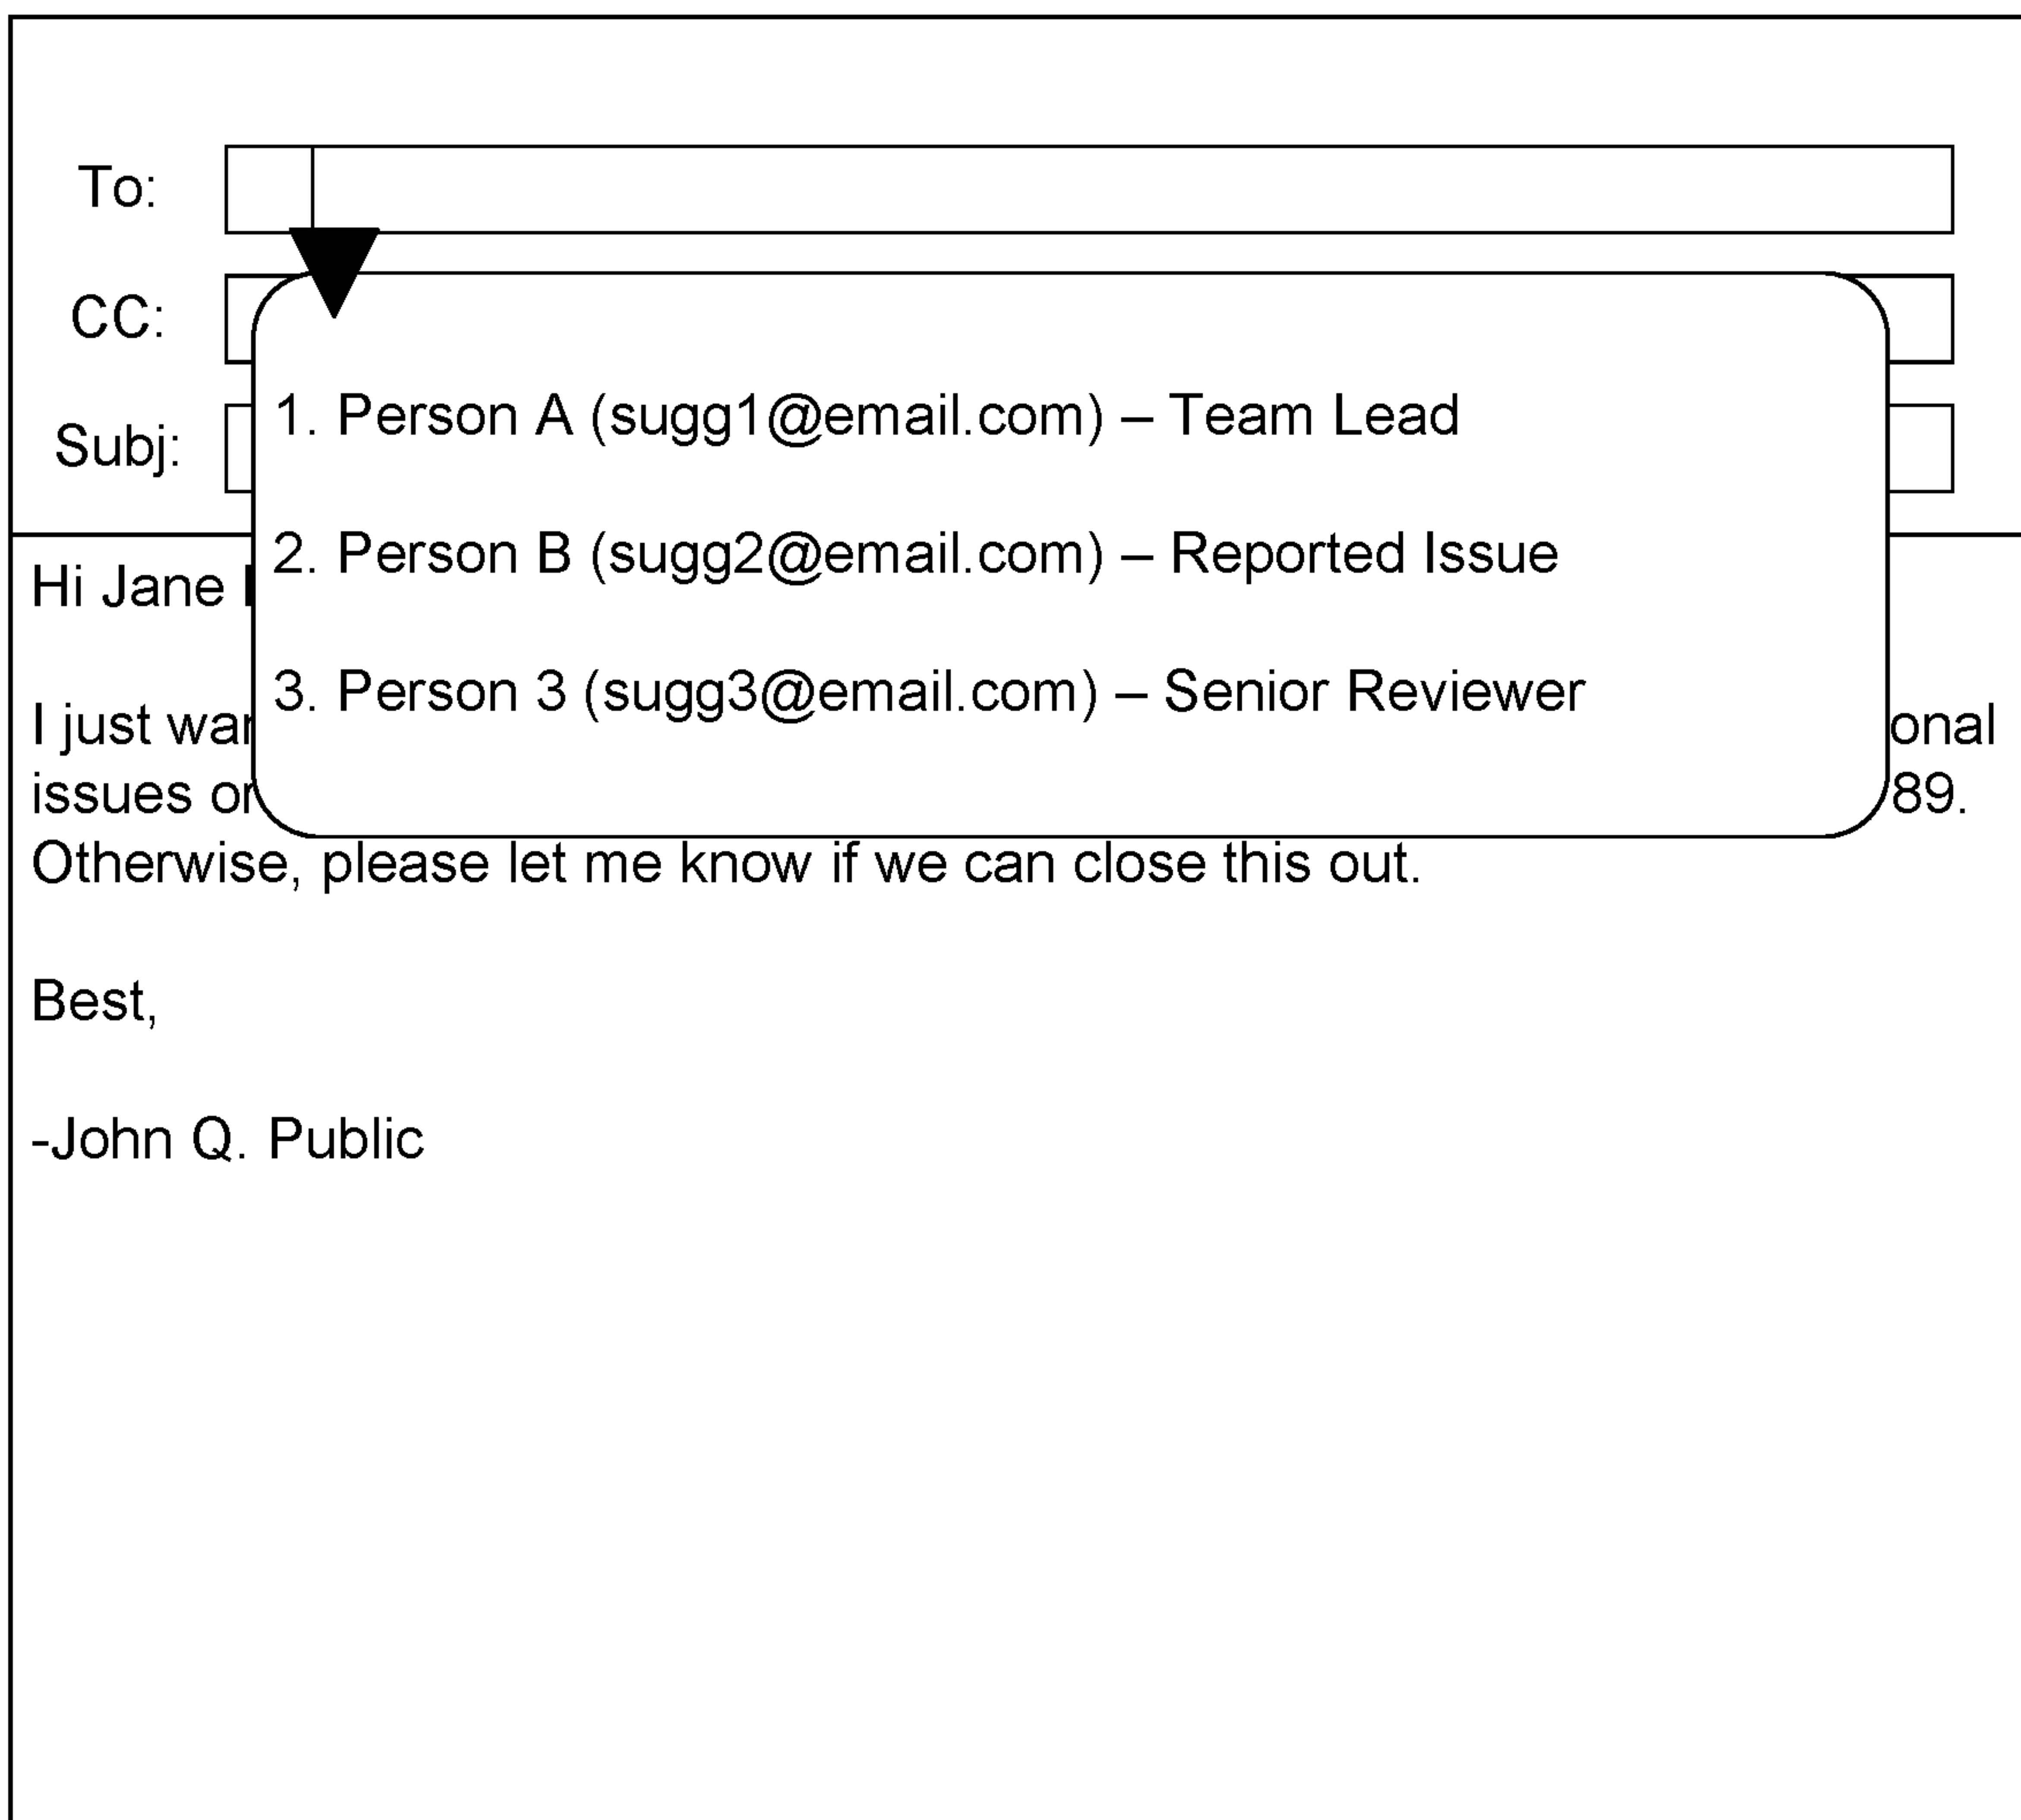 To:
CC:
Subj:
1. Person A (sugg1@email.com) – Team Lead
2. Person B (sugg2@email.com) – Reported Issue
3. Person 3 (sugg3@email.com) – Senior Reviewer
Hi Jane
I just
onal
issues
89.
Otherwise, please let me know if we can close this out.
Best,
-John Q. Public